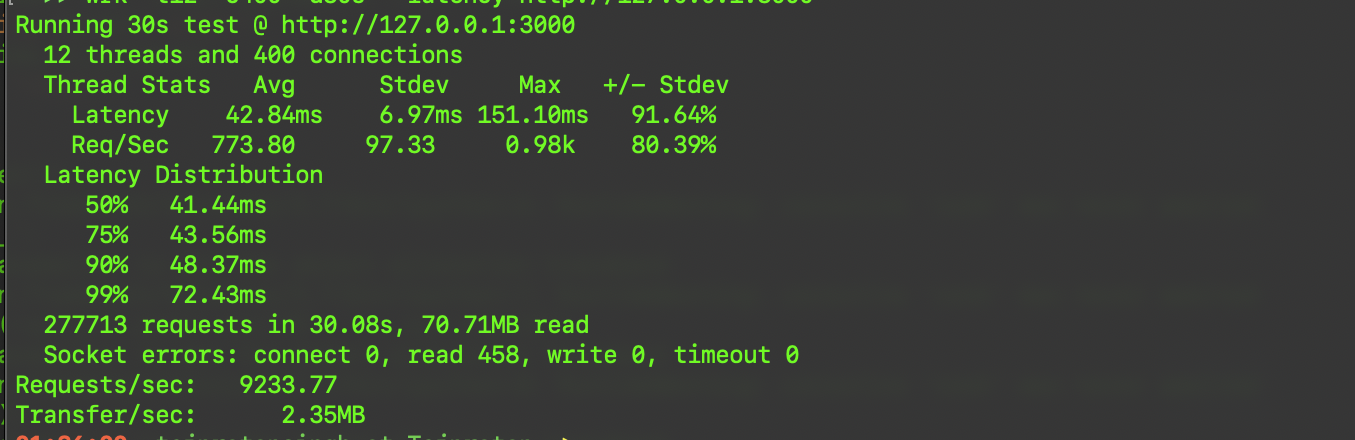 Running 30s test @ http://127.0.0.1:3000
12 threads and 400 connections
Thread Stats Avg Stdev Max +/- Stdev
Latency 42.84ms 6.97ms 151.10ms 91.64%
Req/Sec 773.80 97.33 0.98k 80.39%
Latency Distribution
50% 41.44ms
75% 43.56ms
90% 48.37ms
99% 72.43ms
277713 requests in 30.08s, 70.71MB read
Socket errors: connect 0, read 458, write 0, timeout 0
Requests/sec: 9233.77
Transfer/sec: 2.35MB